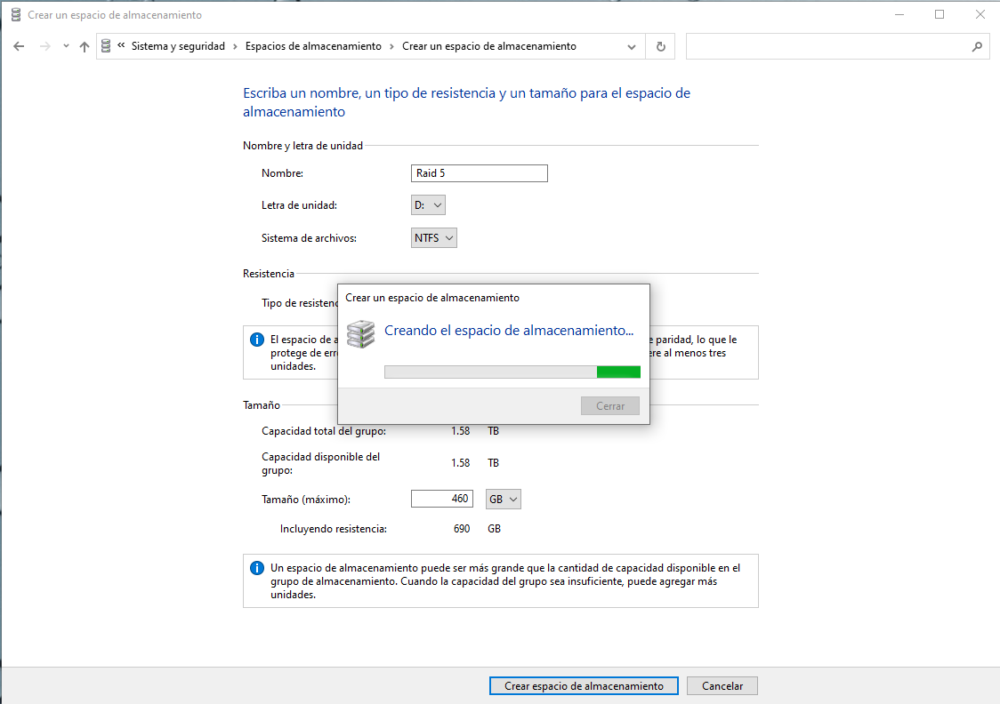 Crear un espacio de almacenamiento
« Sistema y seguridad > Espacios de almacenamiento > Crear un espacio de almacenamiento
Escriba un nombre, un tipo de resistencia y un tamaño para el espacio de
almacenamiento
Nombre y letra de unidad
Nombre: Raid 5
Letra de unidad: D:
Sistema de archivos: NTFS
Resistencia
Tipo de resistenc
El espacio de a
e paridad, lo que le
protege de err
ere al menos tres
unidades.
Crear un espacio de almacenamiento
Creando el espacio de almacenamiento...
Cerrar
Tamaño
Capacidad total del grupo: 1.58 TB
Capacidad disponible del
grupo: 1.58 TB
Tamaño (máximo): 460 GB
Incluyendo resistencia: 690 GB
Un espacio de almacenamiento puede ser más grande que la cantidad de capacidad disponible en el
grupo de almacenamiento. Cuando la capacidad del grupo sea insuficiente, puede agregar más
unidades.
Crear espacio de almacenamiento Cancelar